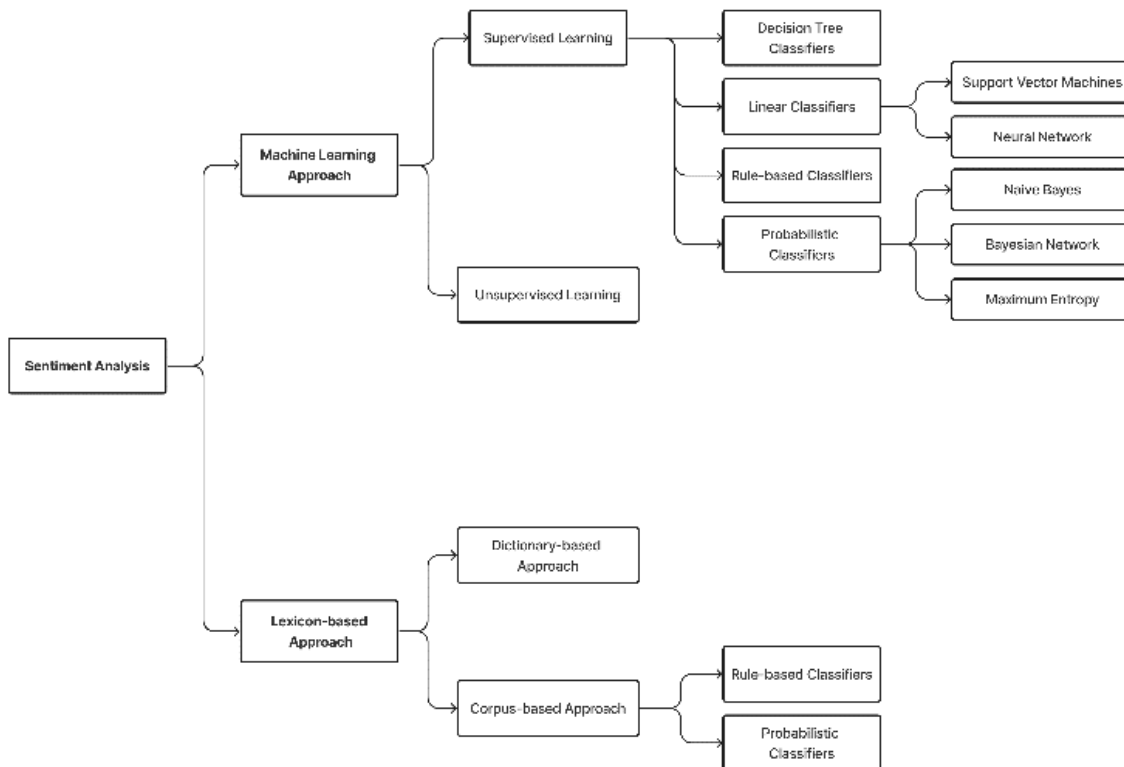 Supervised Learning
Decision Tree
Classifiers
Linear Classifiers
Support Vector Machines
Neural Network
Machine Learning
Approach
Rule-based Classifiers
Naive Bayes
Probabilistic
Classifiers
Bayesian Network
Maximum Entropy
Unsupervised Learning
Sentiment Analysis
Dictionary-based
Approach
Lexicon-based
Approach
Corpus-based Approach
Rule-based Classifiers
Probabilistic
Classifiers